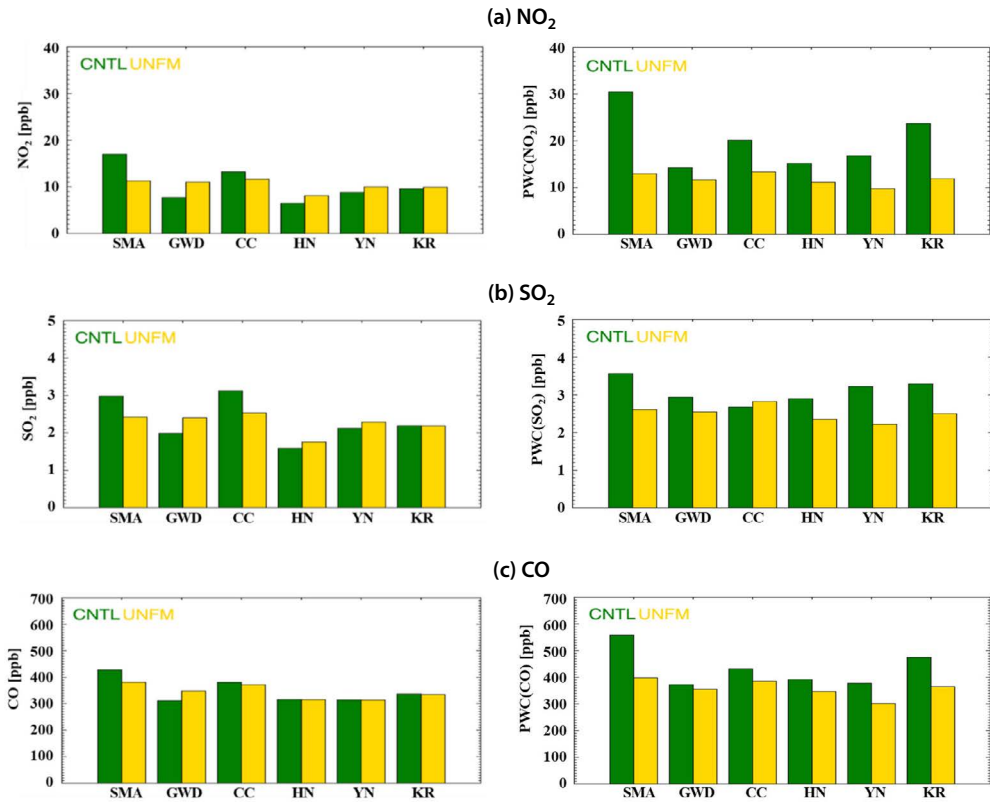 (a) NO₂
NO₂ [ppb]
40
30
20
10
0
CNTL UNFM
SMA GWD CC HN YN KR
PWC(NO₂) [ppb]
40
30
20
10
0
CNTL UNFM
SMA GWD CC HN YN KR
(b) SO₂
SO₂ [ppb]
5
4
3
2
1
0
CNTL UNFM
SMA GWD CC HN YN KR
PWC(SO₂) [ppb]
5
4
3
2
1
0
CNTL UNFM
SMA GWD CC HN YN KR
(c) CO
CO [ppb]
700
600
500
400
300
200
100
0
CNTL UNFM
SMA GWD CC HN YN KR
PWC(CO) [ppb]
700
600
500
400
300
200
100
0
CNTL UNFM
SMA GWD CC HN YN KR